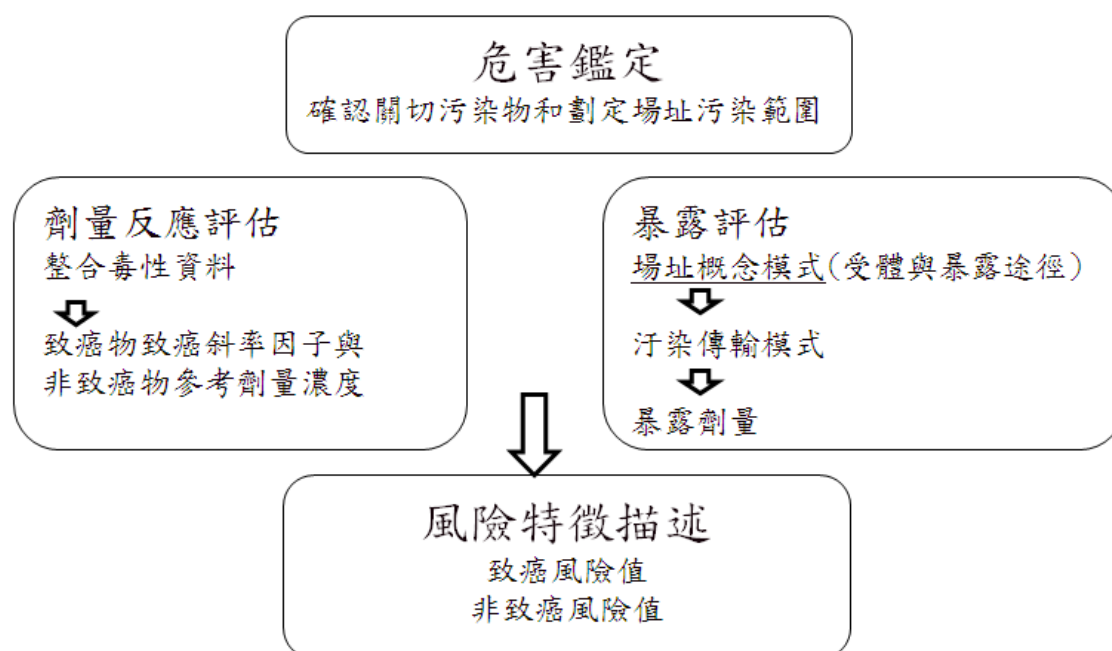 危害鑑定
確認關切污染物和劃定場址污染範圍
劑量反應評估
整合毒性資料
致癌物致癌斜率因子與
非致癌物參考劑量濃度
暴露評估
場址概念模式(受體與暴露途徑)
汙染傳輸模式
暴露劑量
風險特徵描述
致癌風險值
非致癌風險值